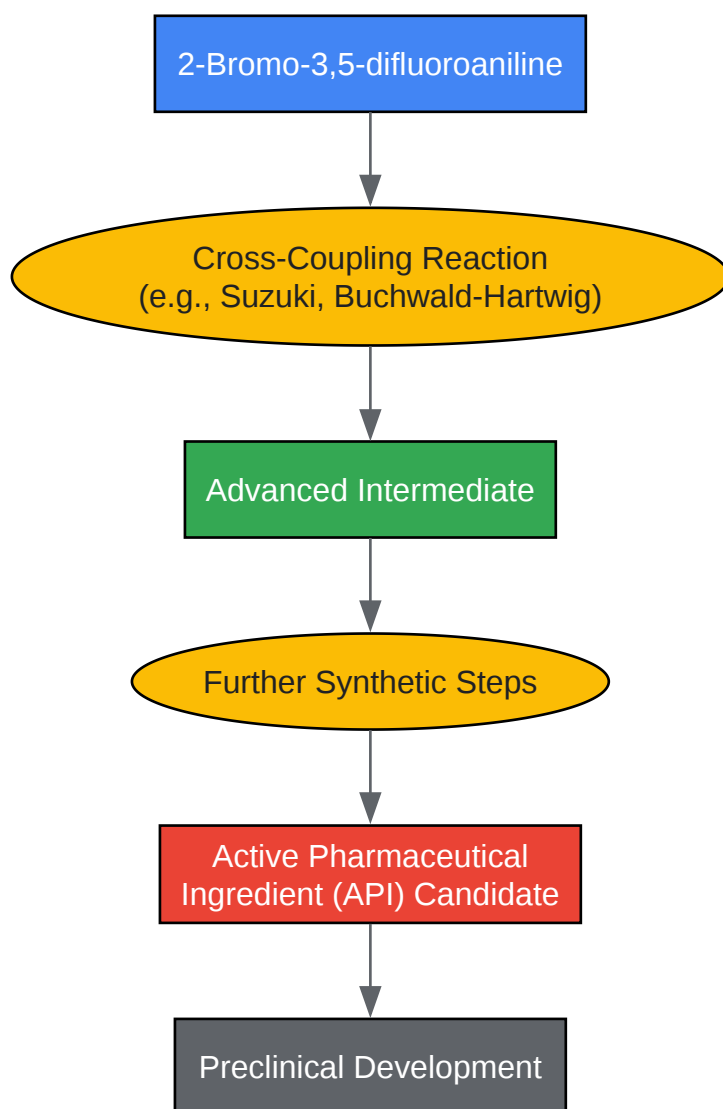 2-Bromo-3,5-difluoroaniline
Cross-Coupling Reaction
(e.g., Suzuki, Buchwald-Hartwig)
Advanced Intermediate
Further Synthetic Steps
Active Pharmaceutical
Ingredient (API) Candidate
Preclinical Development